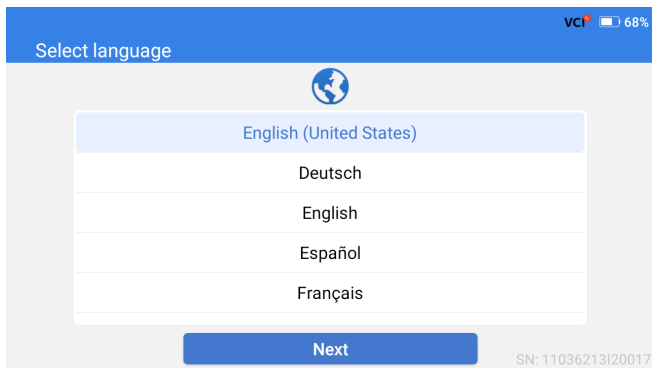 VCI 68%
Select language
English (United States)
Deutsch
English
Español
Français
Next
SN: 11036213I20017